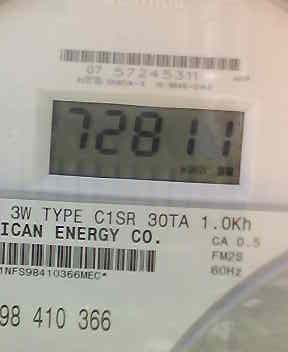 07 57245311
72811
3W TYPE C1SR 30TA 1.0Kh
ICAN ENERGY CO.
CA 0.5
FM2S
60Hz
1NFS98410366MEC*
98 410 366